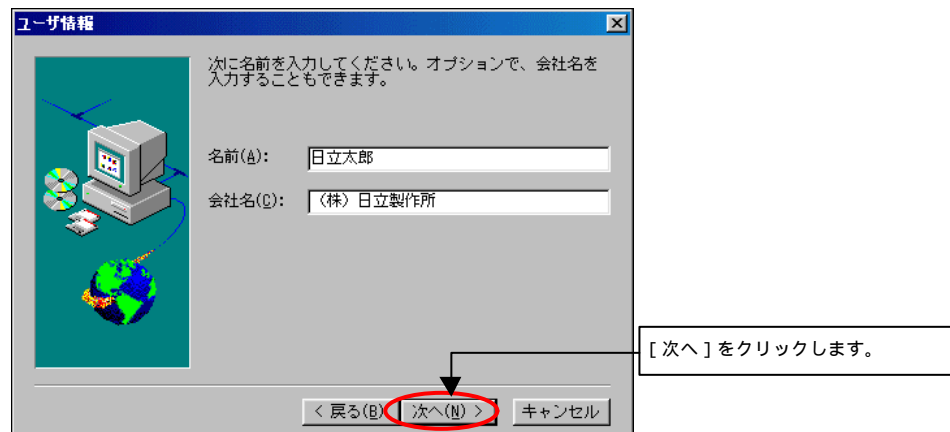 ユーザ情報
次に名前を入力してください。オプションで、会社名を
入力することもできます。
名前(A): 日立太郎
会社名(C): （株）日立製作所
[ 次へ ] をクリックします。
< 戻る(B) 次へ(N) > キャンセル